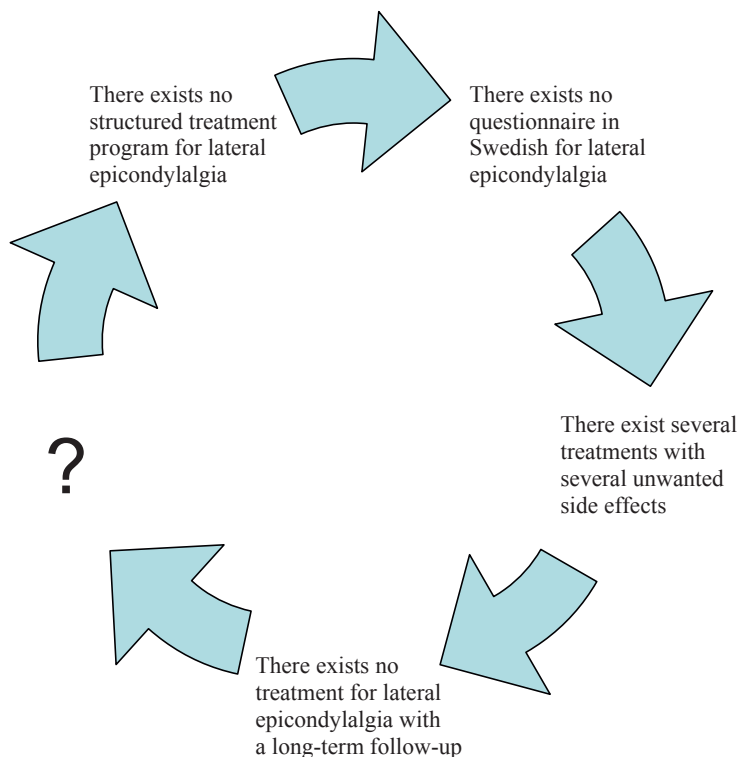 There exists no
structured treatment
program for lateral
epicondylalgia
There exists no
questionnaire in
Swedish for lateral
epicondylalgia
There exist several
treatments with
several unwanted
side effects
There exists no
treatment for lateral
epicondylalgia with
a long-term follow-up
?